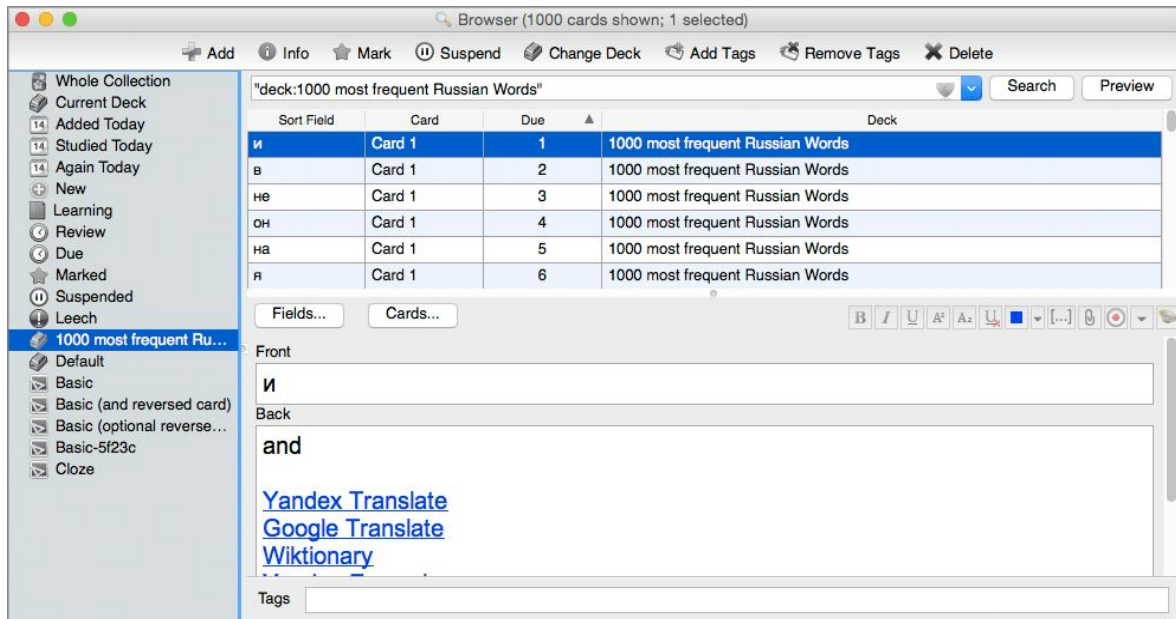 Browser (1000 cards shown; 1 selected)
Add Info Mark Suspend Change Deck Add Tags Remove Tags Delete
Whole Collection
Current Deck
Added Today
Studied Today
Again Today
New
Learning
Review
Due
Marked
Suspended
Leech
1000 most frequent Ru...
Default
Basic
Basic (and reversed card)
Basic (optional reverse...
Basic-5f23c
Cloze
"deck:1000 most frequent Russian Words" Search Preview
Sort Field Card Due Deck
и Card 1 1 1000 most frequent Russian Words
в Card 1 2 1000 most frequent Russian Words
не Card 1 3 1000 most frequent Russian Words
он Card 1 4 1000 most frequent Russian Words
на Card 1 5 1000 most frequent Russian Words
я Card 1 6 1000 most frequent Russian Words
Fields... Cards... B I U A² A₂ U [...]
Front
и
Back
and
Yandex Translate
Google Translate
Wiktionary
Tags